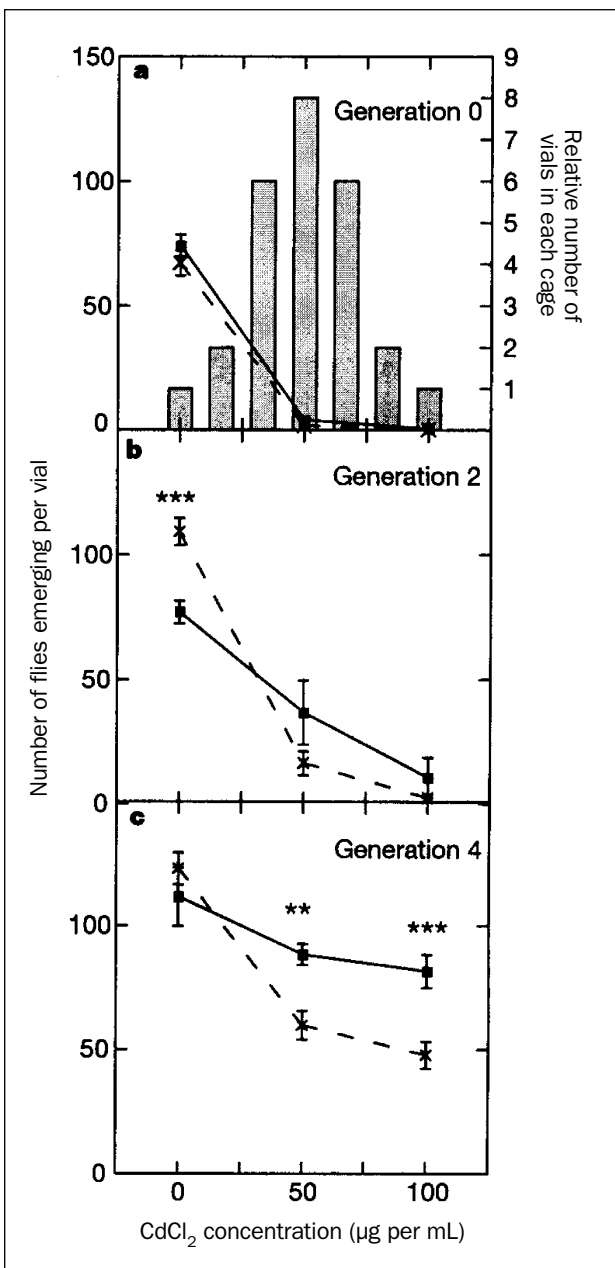 a
Generation 0
150
100
50
0
9
8
7
6
5
4
3
2
1
Relative number of
vials in each cage
b
Generation 2
***
100
50
0
Number of flies emerging per vial
c
Generation 4
**
***
100
50
0
0 50 100
CdCl₂ concentration (µg per mL)